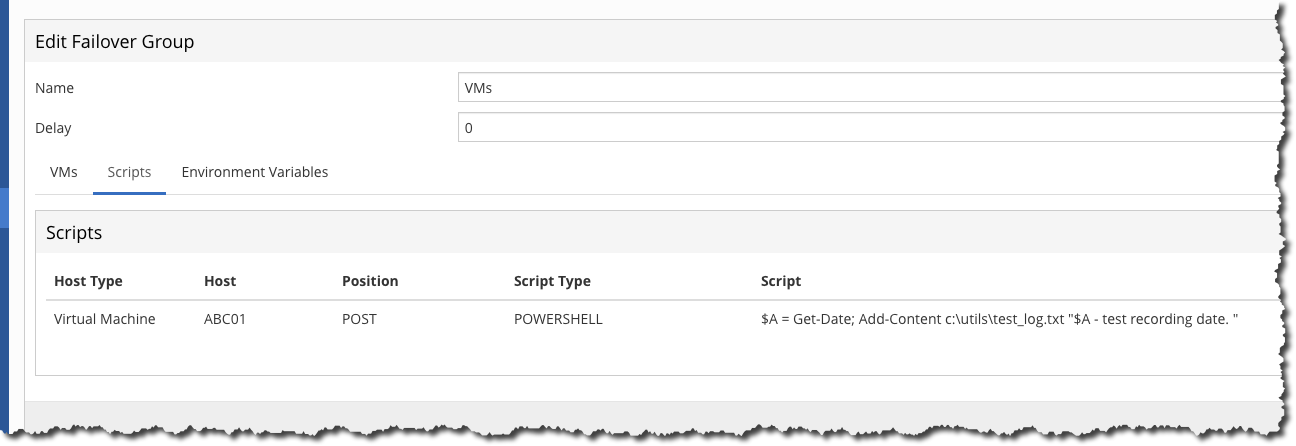 Edit Failover Group
Name VMs
Delay 0
VMs Scripts Environment Variables
Scripts
Host Type Host Position Script Type Script
Virtual Machine ABC01 POST POWERSHELL $A = Get-Date; Add-Content c:\utils\test_log.txt "$A - test recording date. "